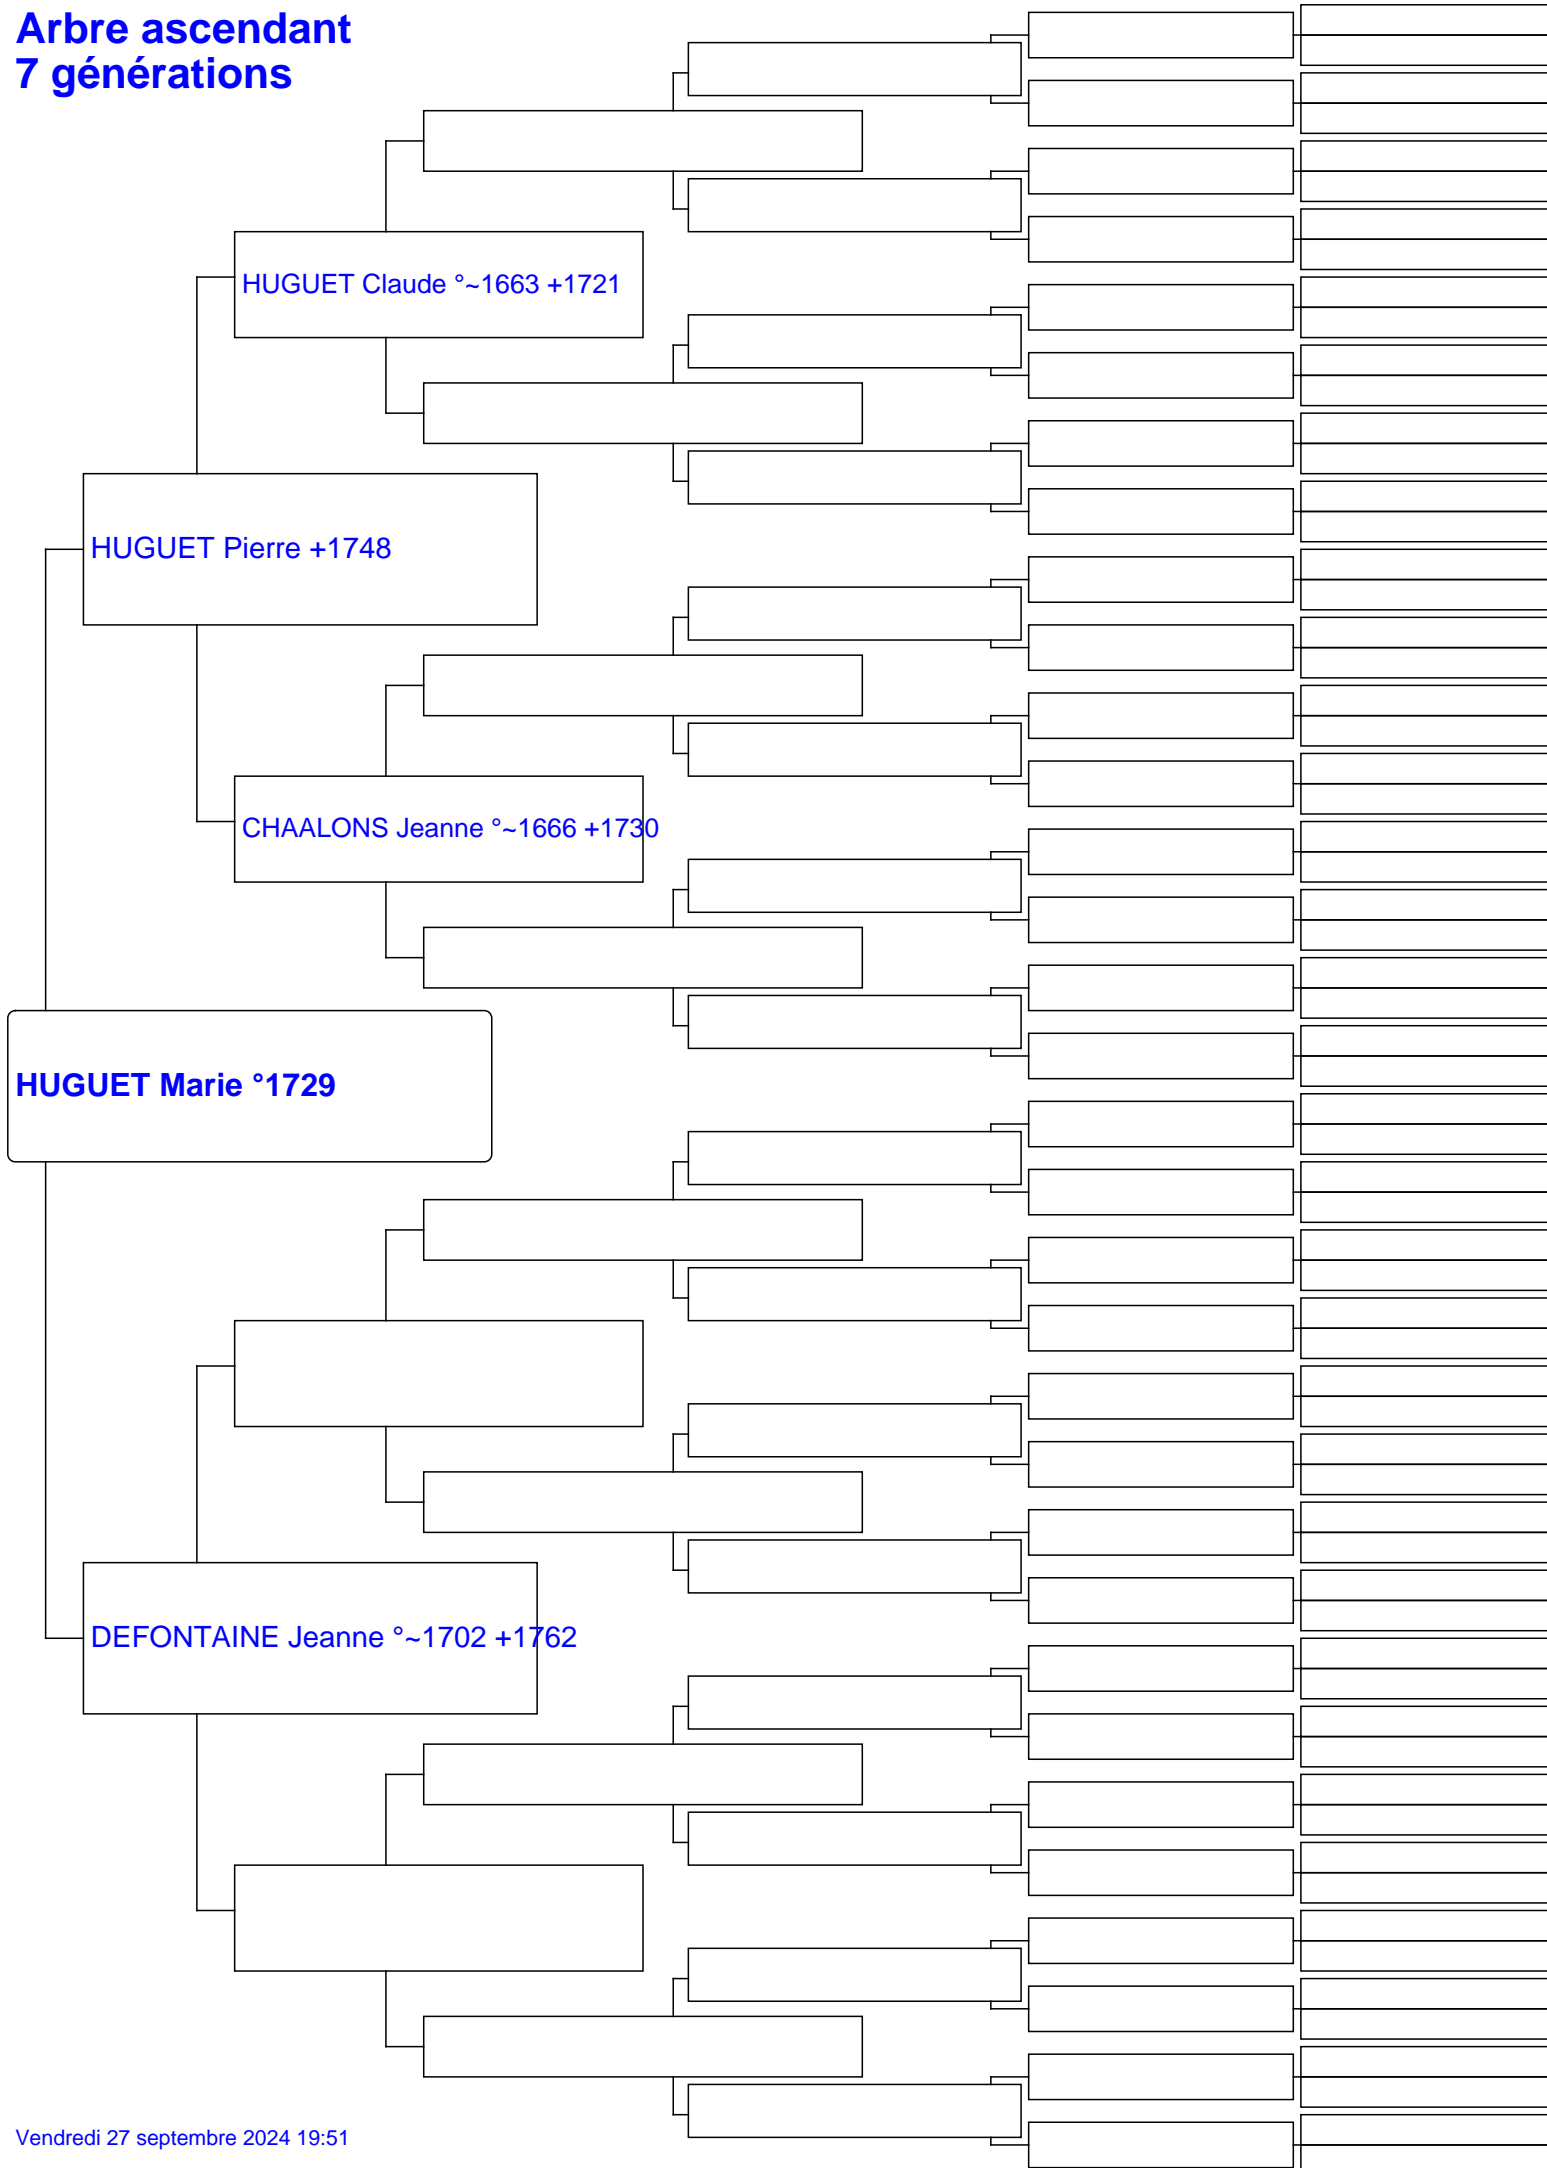 Arbre ascendant
7 générations
HUGUET Claude °~1663 +1721
HUGUET Pierre +1748
CHAALONS Jeanne °~1666 +1730
HUGUET Marie °1729
DEFONTAINE Jeanne °~1702 +1762
Vendredi 27 septembre 2024 19:51